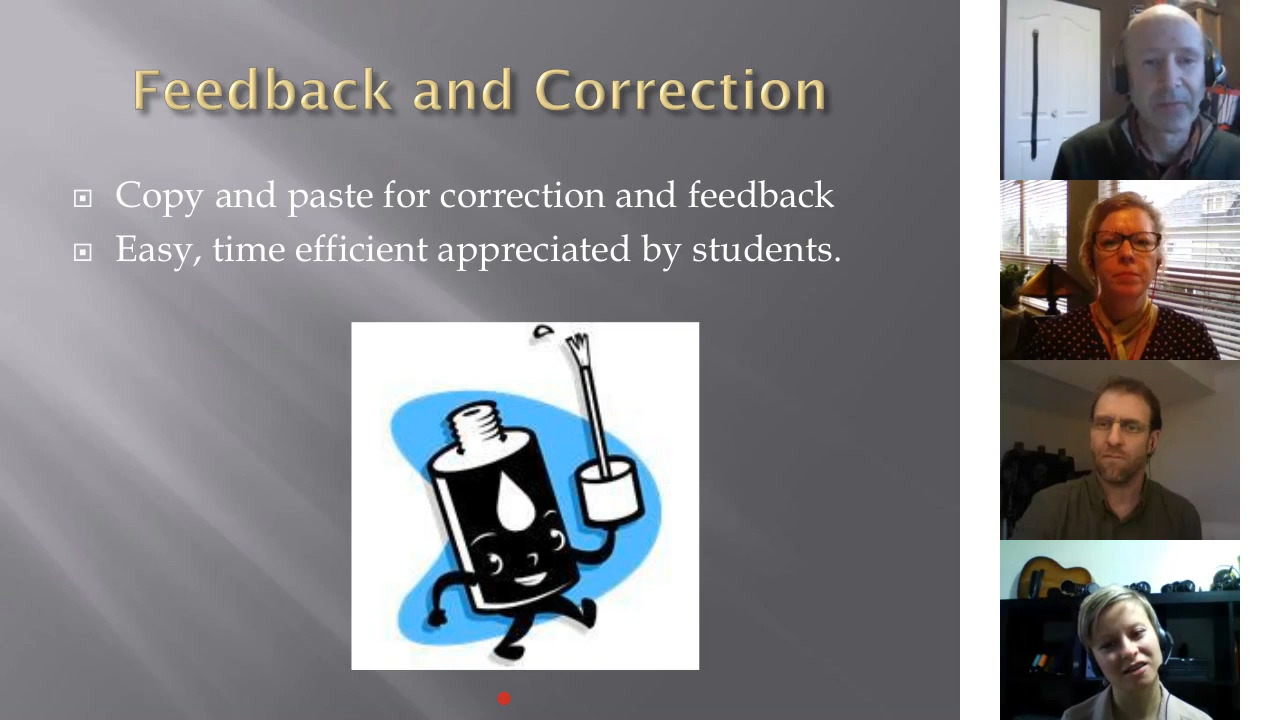 Feedback and Correction
Copy and paste for correction and feedback
Easy, time efficient appreciated by students.